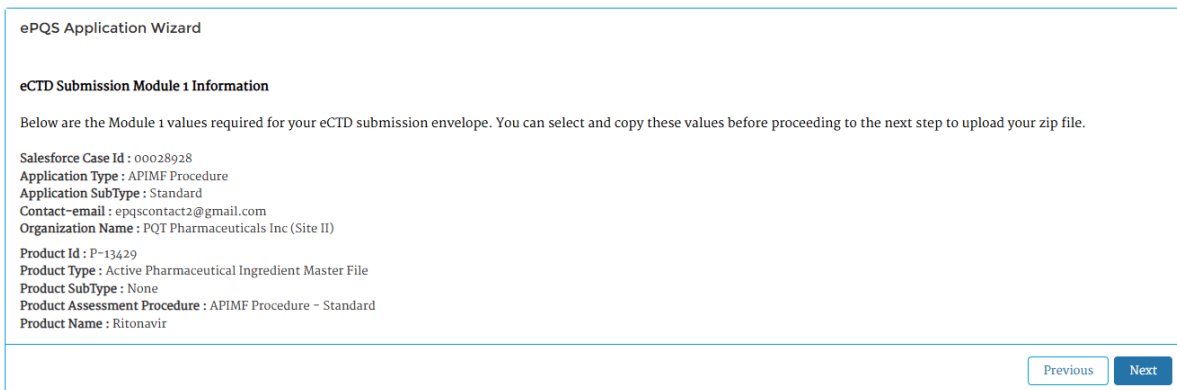 ePQS Application Wizard
eCTD Submission Module 1 Information
Below are the Module 1 values required for your eCTD submission envelope. You can select and copy these values before proceeding to the next step to upload your zip file.
Salesforce Case Id : 00028928
Application Type : APIMF Procedure
Application SubType : Standard
Contact-email : epqscontact2@gmail.com
Organization Name : PQT Pharmaceuticals Inc (Site II)
Product Id : P-13429
Product Type : Active Pharmaceutical Ingredient Master File
Product SubType : None
Product Assessment Procedure : APIMF Procedure - Standard
Product Name : Ritonavir
Previous Next